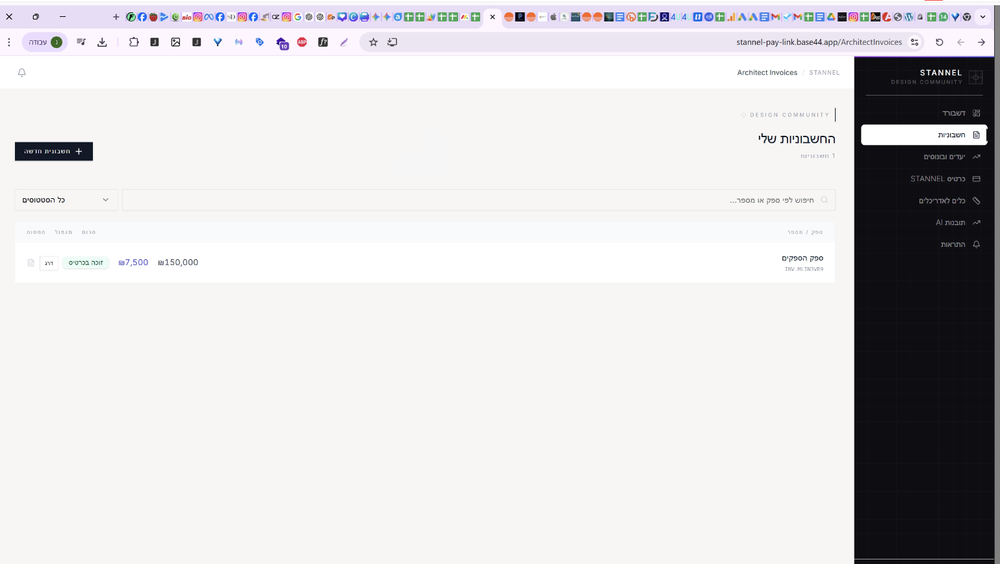 עבודה
10
stannel-pay-link.base44.app/ArchitectInvoices
STANNEL
DESIGN COMMUNITY
דשבורד
חשבוניות
יעדים ובונוסים
כרטיס STANNEL
כלים לאדריכלים
תובנות AI
התראות
STANNEL / Architect Invoices
DESIGN COMMUNITY
החשבוניות שלי
1 חשבוניות
חשבונית חדשה
חיפוש לפי ספק או מספר...
כל הסטטוסים
ספק / מספר
סכום
תגמול
סטטוס
ספק הספקים
INV-MLIN3VR9
₪150,000
₪7,500
זוכה בכרטיס
דרג